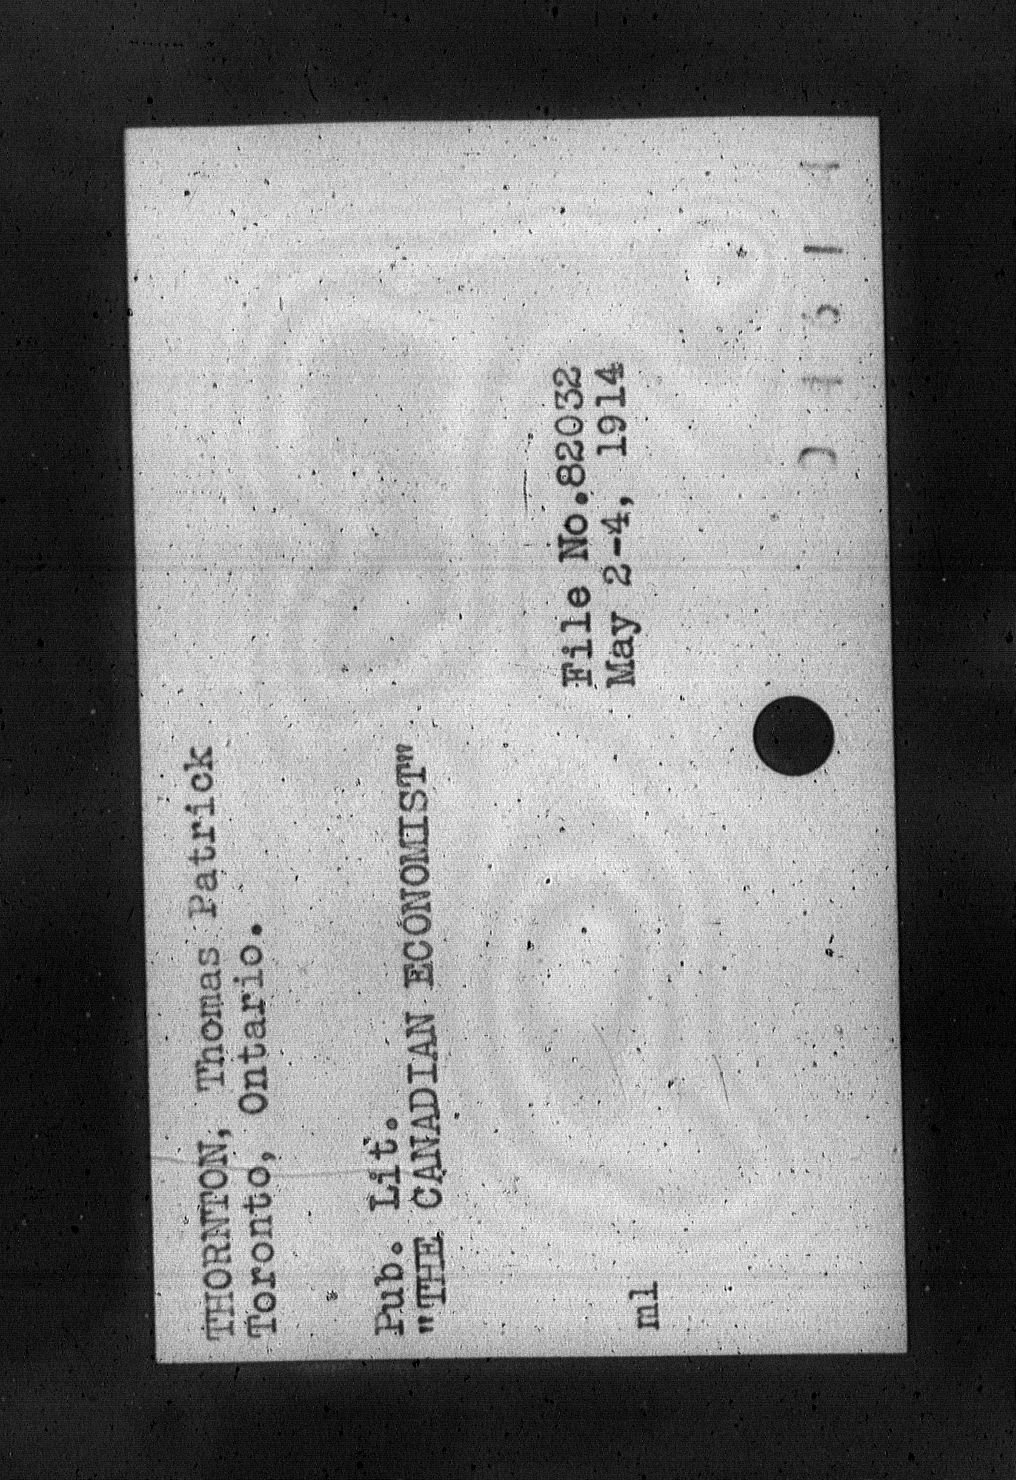 THORNTON, Thomas Patrick
Toronto, Ontario.
Pub. Lit.
"THE CANADIAN ECONOMIST"
File No.82032
May 2-4, 1914
ml